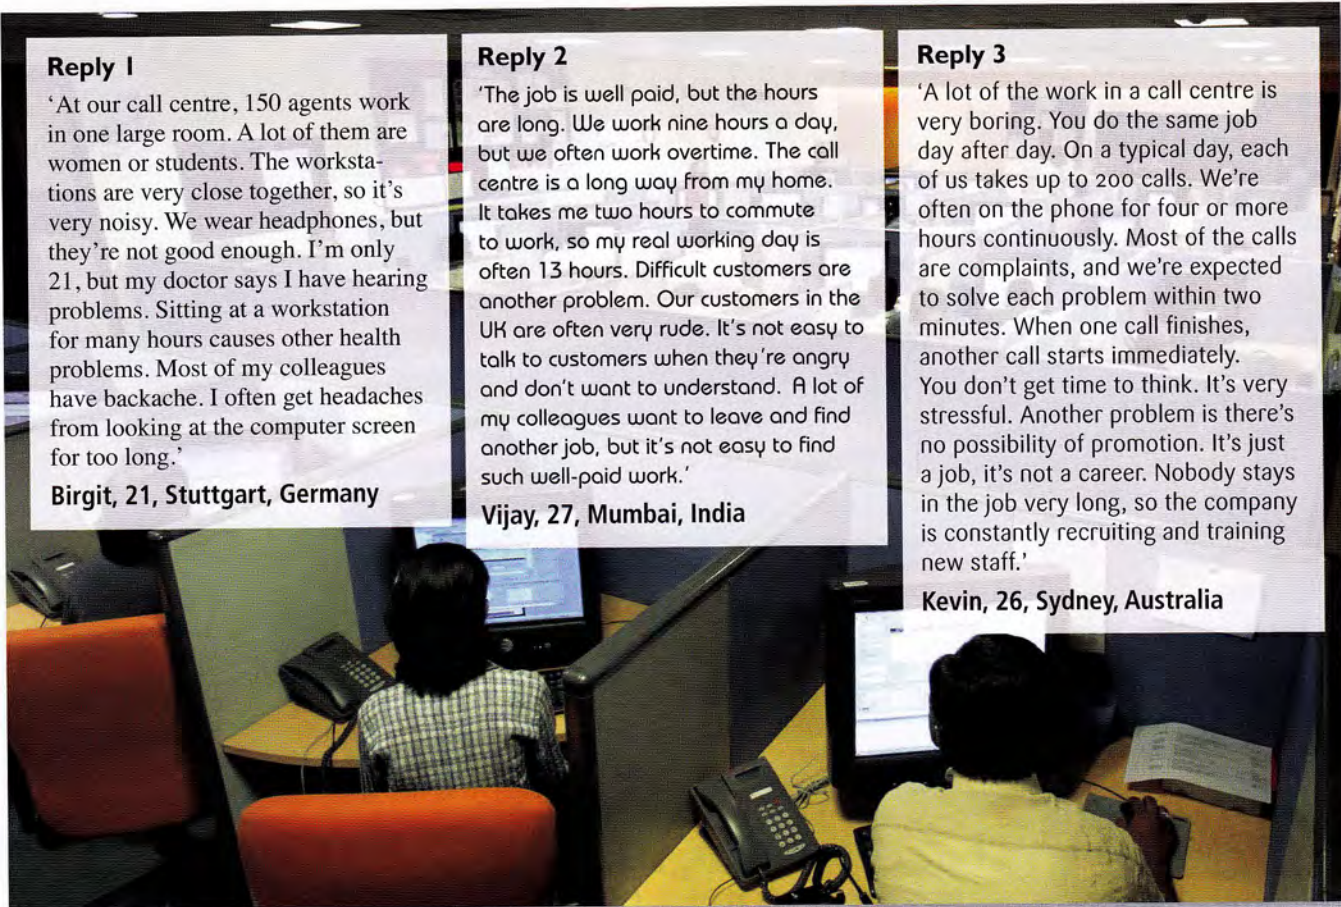 Reply 1
‘At our call centre, 150 agents work
in one large room. A lot of them are
women or students. The worksta-
tions are very close together, so it’s
very noisy. We wear headphones, but
they’re not good enough. I’m only
21, but my doctor says I have hearing
problems. Sitting at a workstation
for many hours causes other health
problems. Most of my colleagues
have backache. I often get headaches
from looking at the computer screen
for too long.’
Birgit, 21, Stuttgart, Germany
Reply 2
‘The job is well paid, but the hours
are long. We work nine hours a day,
but we often work overtime. The call
centre is a long way from my home.
It takes me two hours to commute
to work, so my real working day is
often 13 hours. Difficult customers are
another problem. Our customers in the
UK are often very rude. It’s not easy to
talk to customers when they’re angry
and don’t want to understand. A lot of
my colleagues want to leave and find
another job, but it’s not easy to find
such well-paid work.’
Vijay, 27, Mumbai, India
Reply 3
‘A lot of the work in a call centre is
very boring. You do the same job
day after day. On a typical day, each
of us takes up to 200 calls. We’re
often on the phone for four or more
hours continuously. Most of the calls
are complaints, and we’re expected
to solve each problem within two
minutes. When one call finishes,
another call starts immediately.
You don’t get time to think. It’s very
stressful. Another problem is there’s
no possibility of promotion. It’s just
a job, it’s not a career. Nobody stays
in the job very long, so the company
is constantly recruiting and training
new staff.’
Kevin, 26, Sydney, Australia